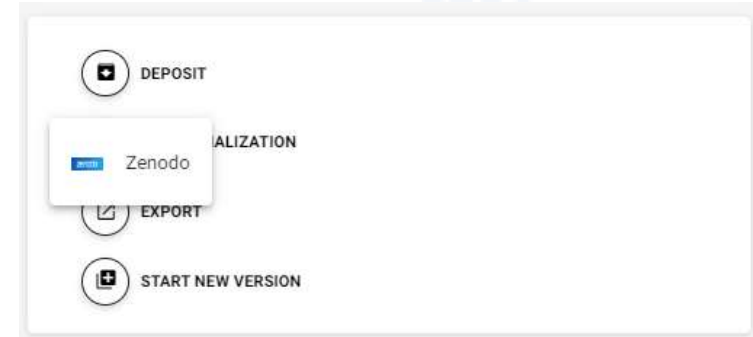 DEPOSIT
ALIZATION
Zenodo
EXPORT
START NEW VERSION